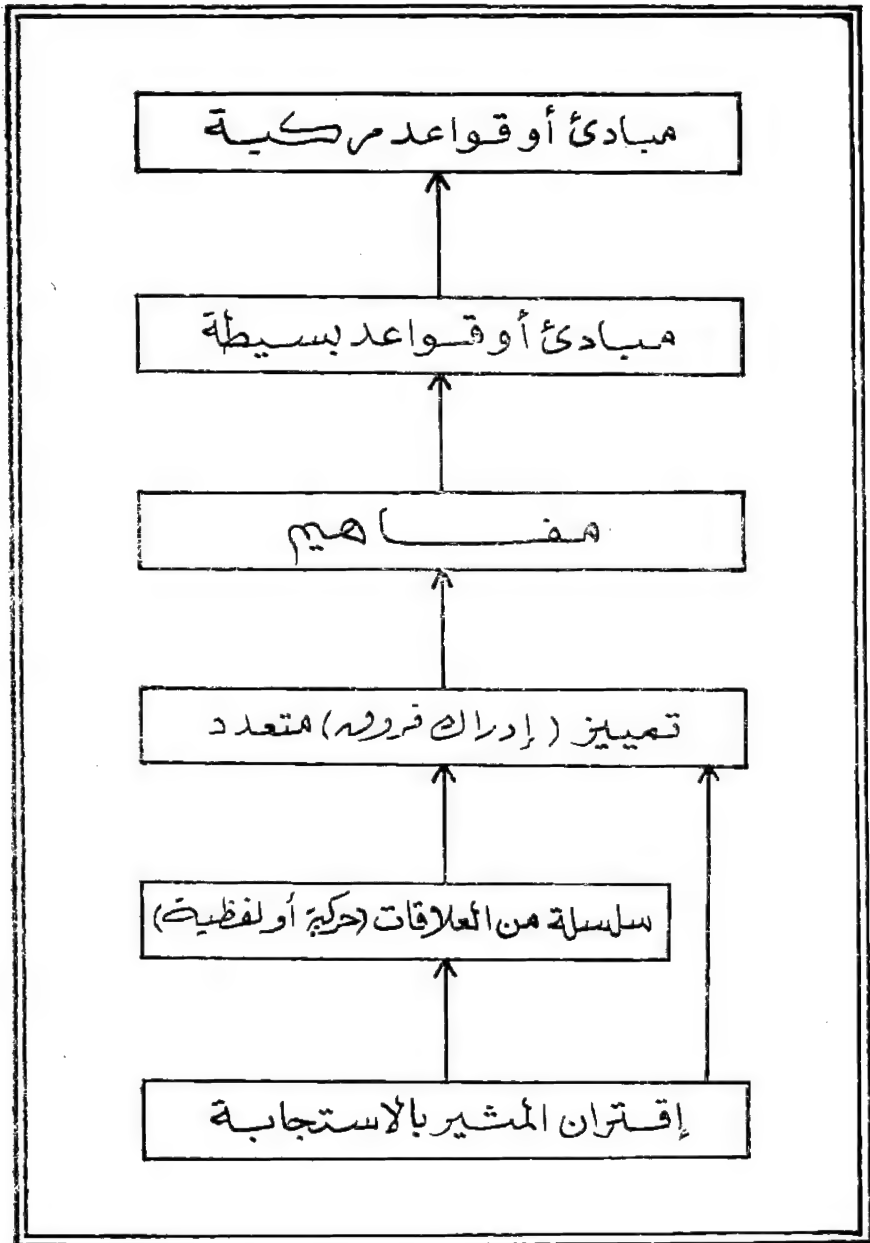 مبادئ أو قواعد مركبة
مبادئ أو قواعد بسيطة
مفاهيم
تمييز (إدراك فروق) متعدد
سلسلة من العلاقات (حركية أو لفظية)
إقتران المثير بالاستجابة